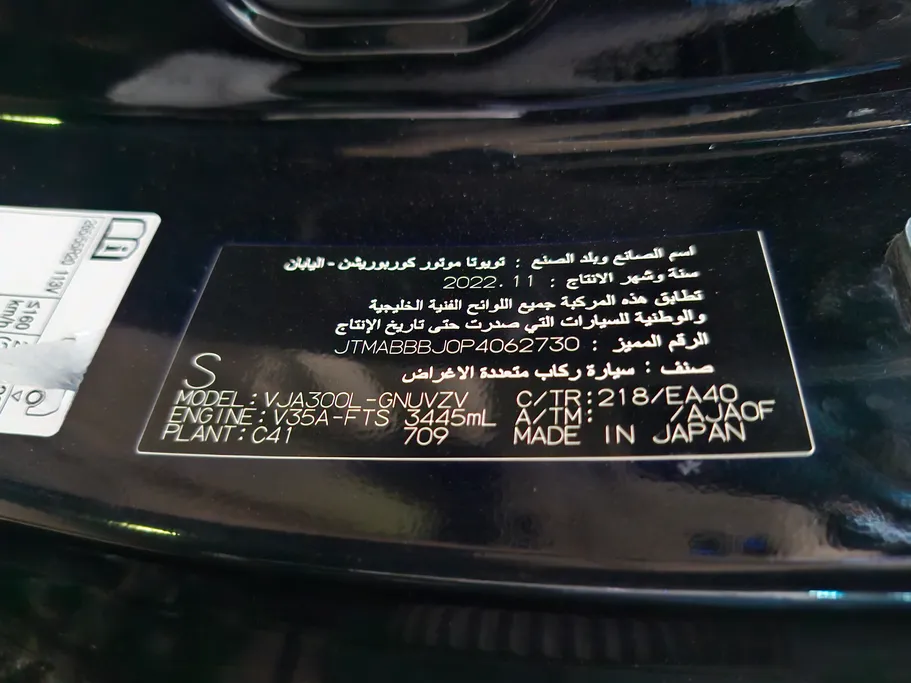 اسم الصانع وبلد الصنع : تويوتا موتور كوربوريشن - اليابان
سنة وشهر الانتاج : 2022.11
تطابق هذه المركبة جميع اللوائح الفنية الخليجية
والوطنية للسيارات التي صدرت حتى تاريخ الإنتاج
الرقم المميز : JTMABBBJ0P4062730
صنف : سيارة ركاب متعددة الاغراض
S
MODEL:VJA300L-GNUVZV C/TR:218/EA40
ENGINE:V35A-FTS 3445mL A/TM: /AJA0F
PLANT:C41 709 MADE IN JAPAN
≤160
km/h